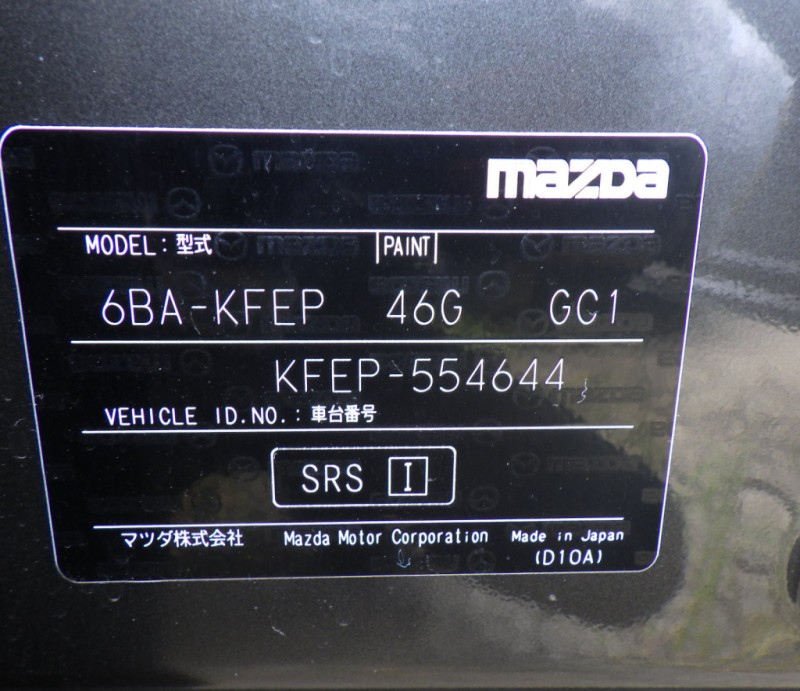 mazda
MODEL: 型式 PAINT
6BA-KFEP 46G GC1
KFEP-554644
VEHICLE ID.NO.: 車台番号
SRS I
マツダ株式会社 Mazda Motor Corporation Made in Japan
(D10A)